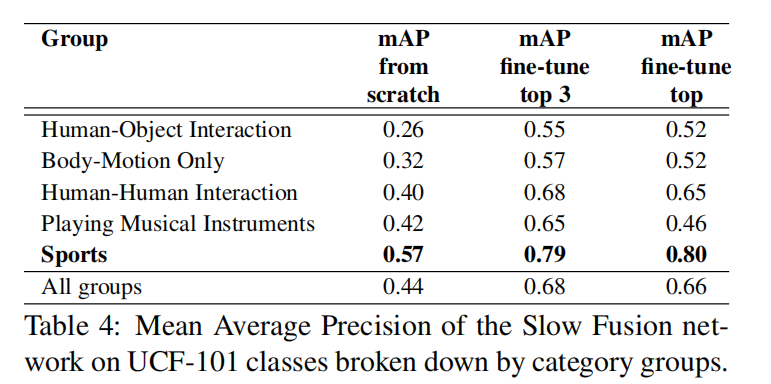 Group mAP mAP mAP
from fine-tune fine-tune
scratch top 3 top
Human-Object Interaction 0.26 0.55 0.52
Body-Motion Only 0.32 0.57 0.52
Human-Human Interaction 0.40 0.68 0.65
Playing Musical Instruments 0.42 0.65 0.46
Sports 0.57 0.79 0.80
All groups 0.44 0.68 0.66
Table 4: Mean Average Precision of the Slow Fusion net-
work on UCF-101 classes broken down by category groups.